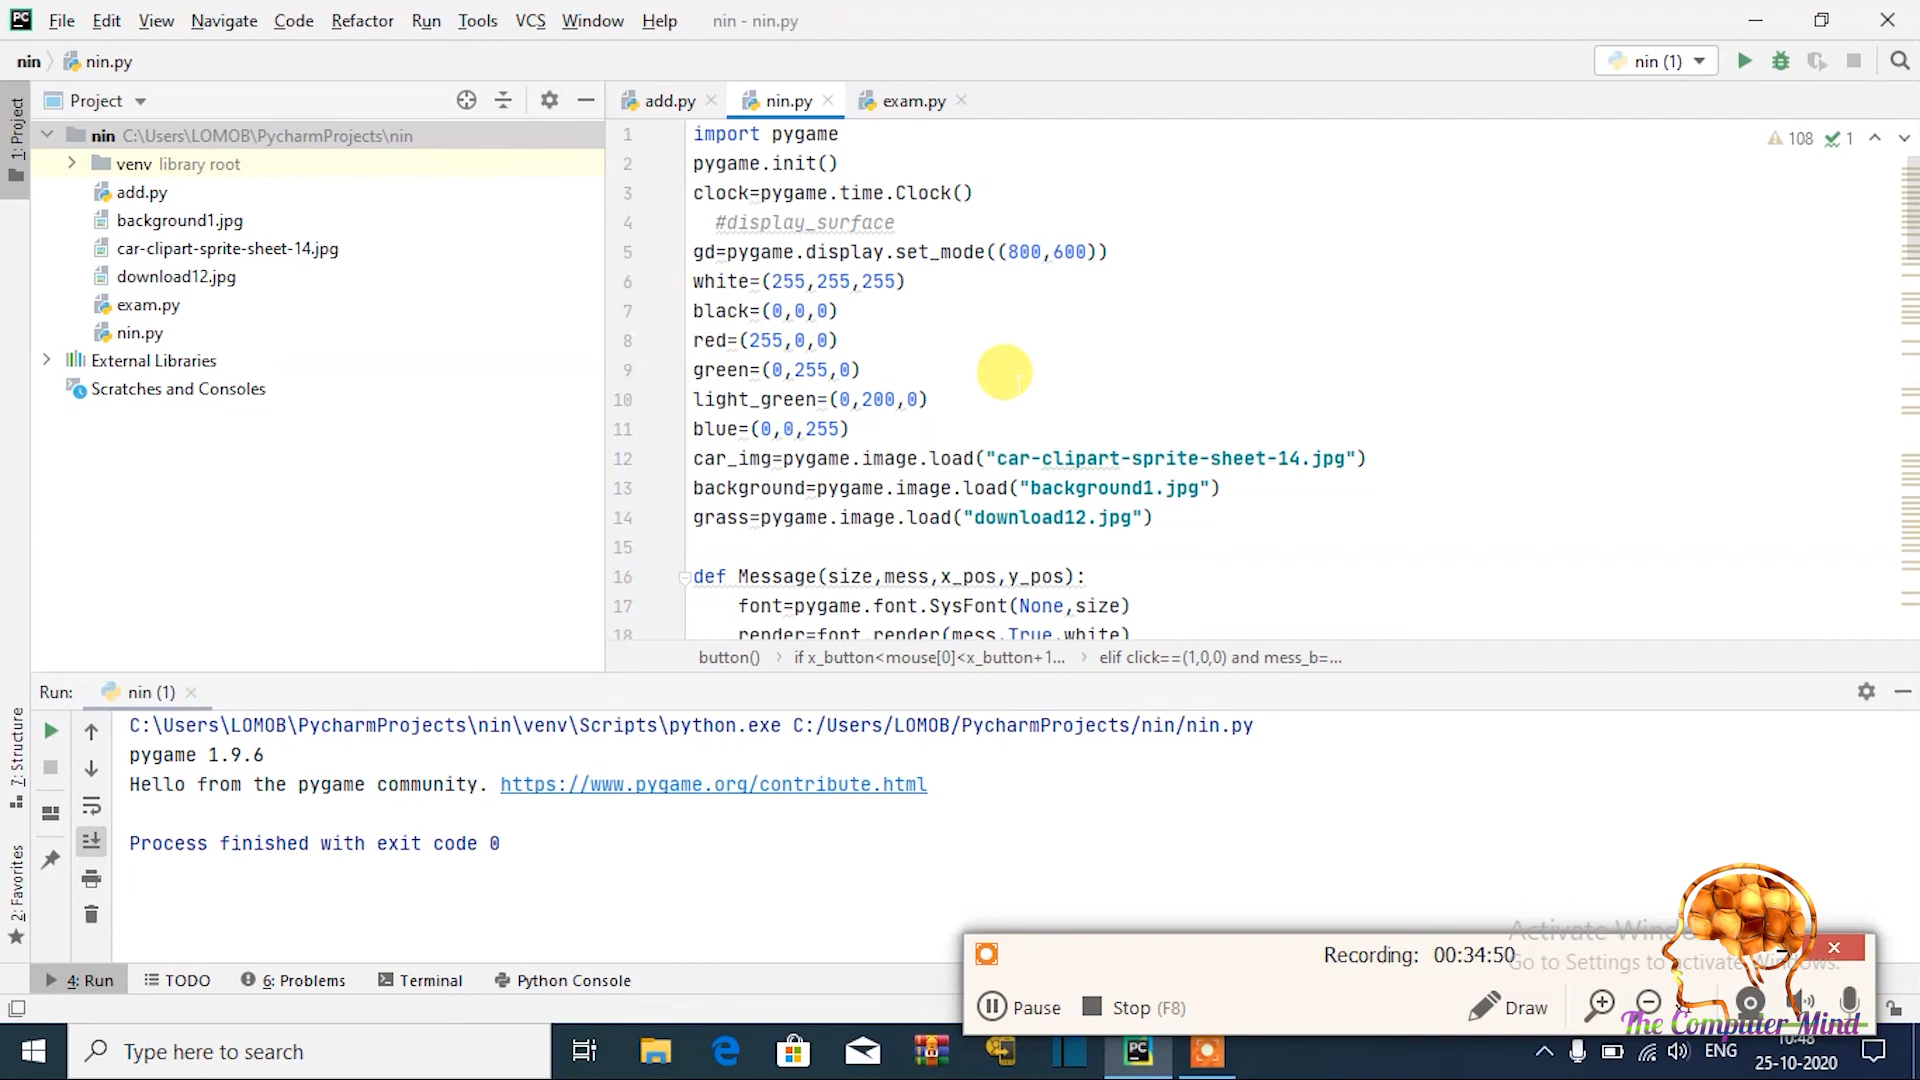 File Edit View Navigate Code Refactor Run Tools VCS Window Help nin - nin.py
nin nin.py nin (1)
1: Project
Project
add.py nin.py exam.py
nin C:\Users\LOMOB\PycharmProjects\nin
venv library root
add.py
background1.jpg
car-clipart-sprite-sheet-14.jpg
download12.jpg
exam.py
nin.py
External Libraries
Scratches and Consoles
108 1
1 import pygame
2 pygame.init()
3 clock=pygame.time.Clock()
4 #display_surface
5 gd=pygame.display.set_mode((800,600))
6 white=(255,255,255)
7 black=(0,0,0)
8 red=(255,0,0)
9 green=(0,255,0)
10 light_green=(0,200,0)
11 blue=(0,0,255)
12 car_img=pygame.image.load("car-clipart-sprite-sheet-14.jpg")
13 background=pygame.image.load("background1.jpg")
14 grass=pygame.image.load("download12.jpg")
15
16 def Message(size,mess,x_pos,y_pos):
17 font=pygame.font.SysFont(None,size)
18 render=font.render(mess,True,white)
button() if x_button<mouse[0]<x_button+1... elif click==(1,0,0) and mess_b=...
Run: nin (1)
C:\Users\LOMOB\PycharmProjects\nin\venv\Scripts\python.exe C:/Users/LOMOB/PycharmProjects/nin/nin.py
pygame 1.9.6
Hello from the pygame community. https://www.pygame.org/contribute.html
Process finished with exit code 0
7: Structure
2: Favorites
4: Run TODO 6: Problems Terminal Python Console
Activate
Recording: 00:34:50
Go to Settings to activate Windows.
Pause Stop (F8) Draw
The Computer Mind
Type here to search
ENG
10:48
25-10-2020